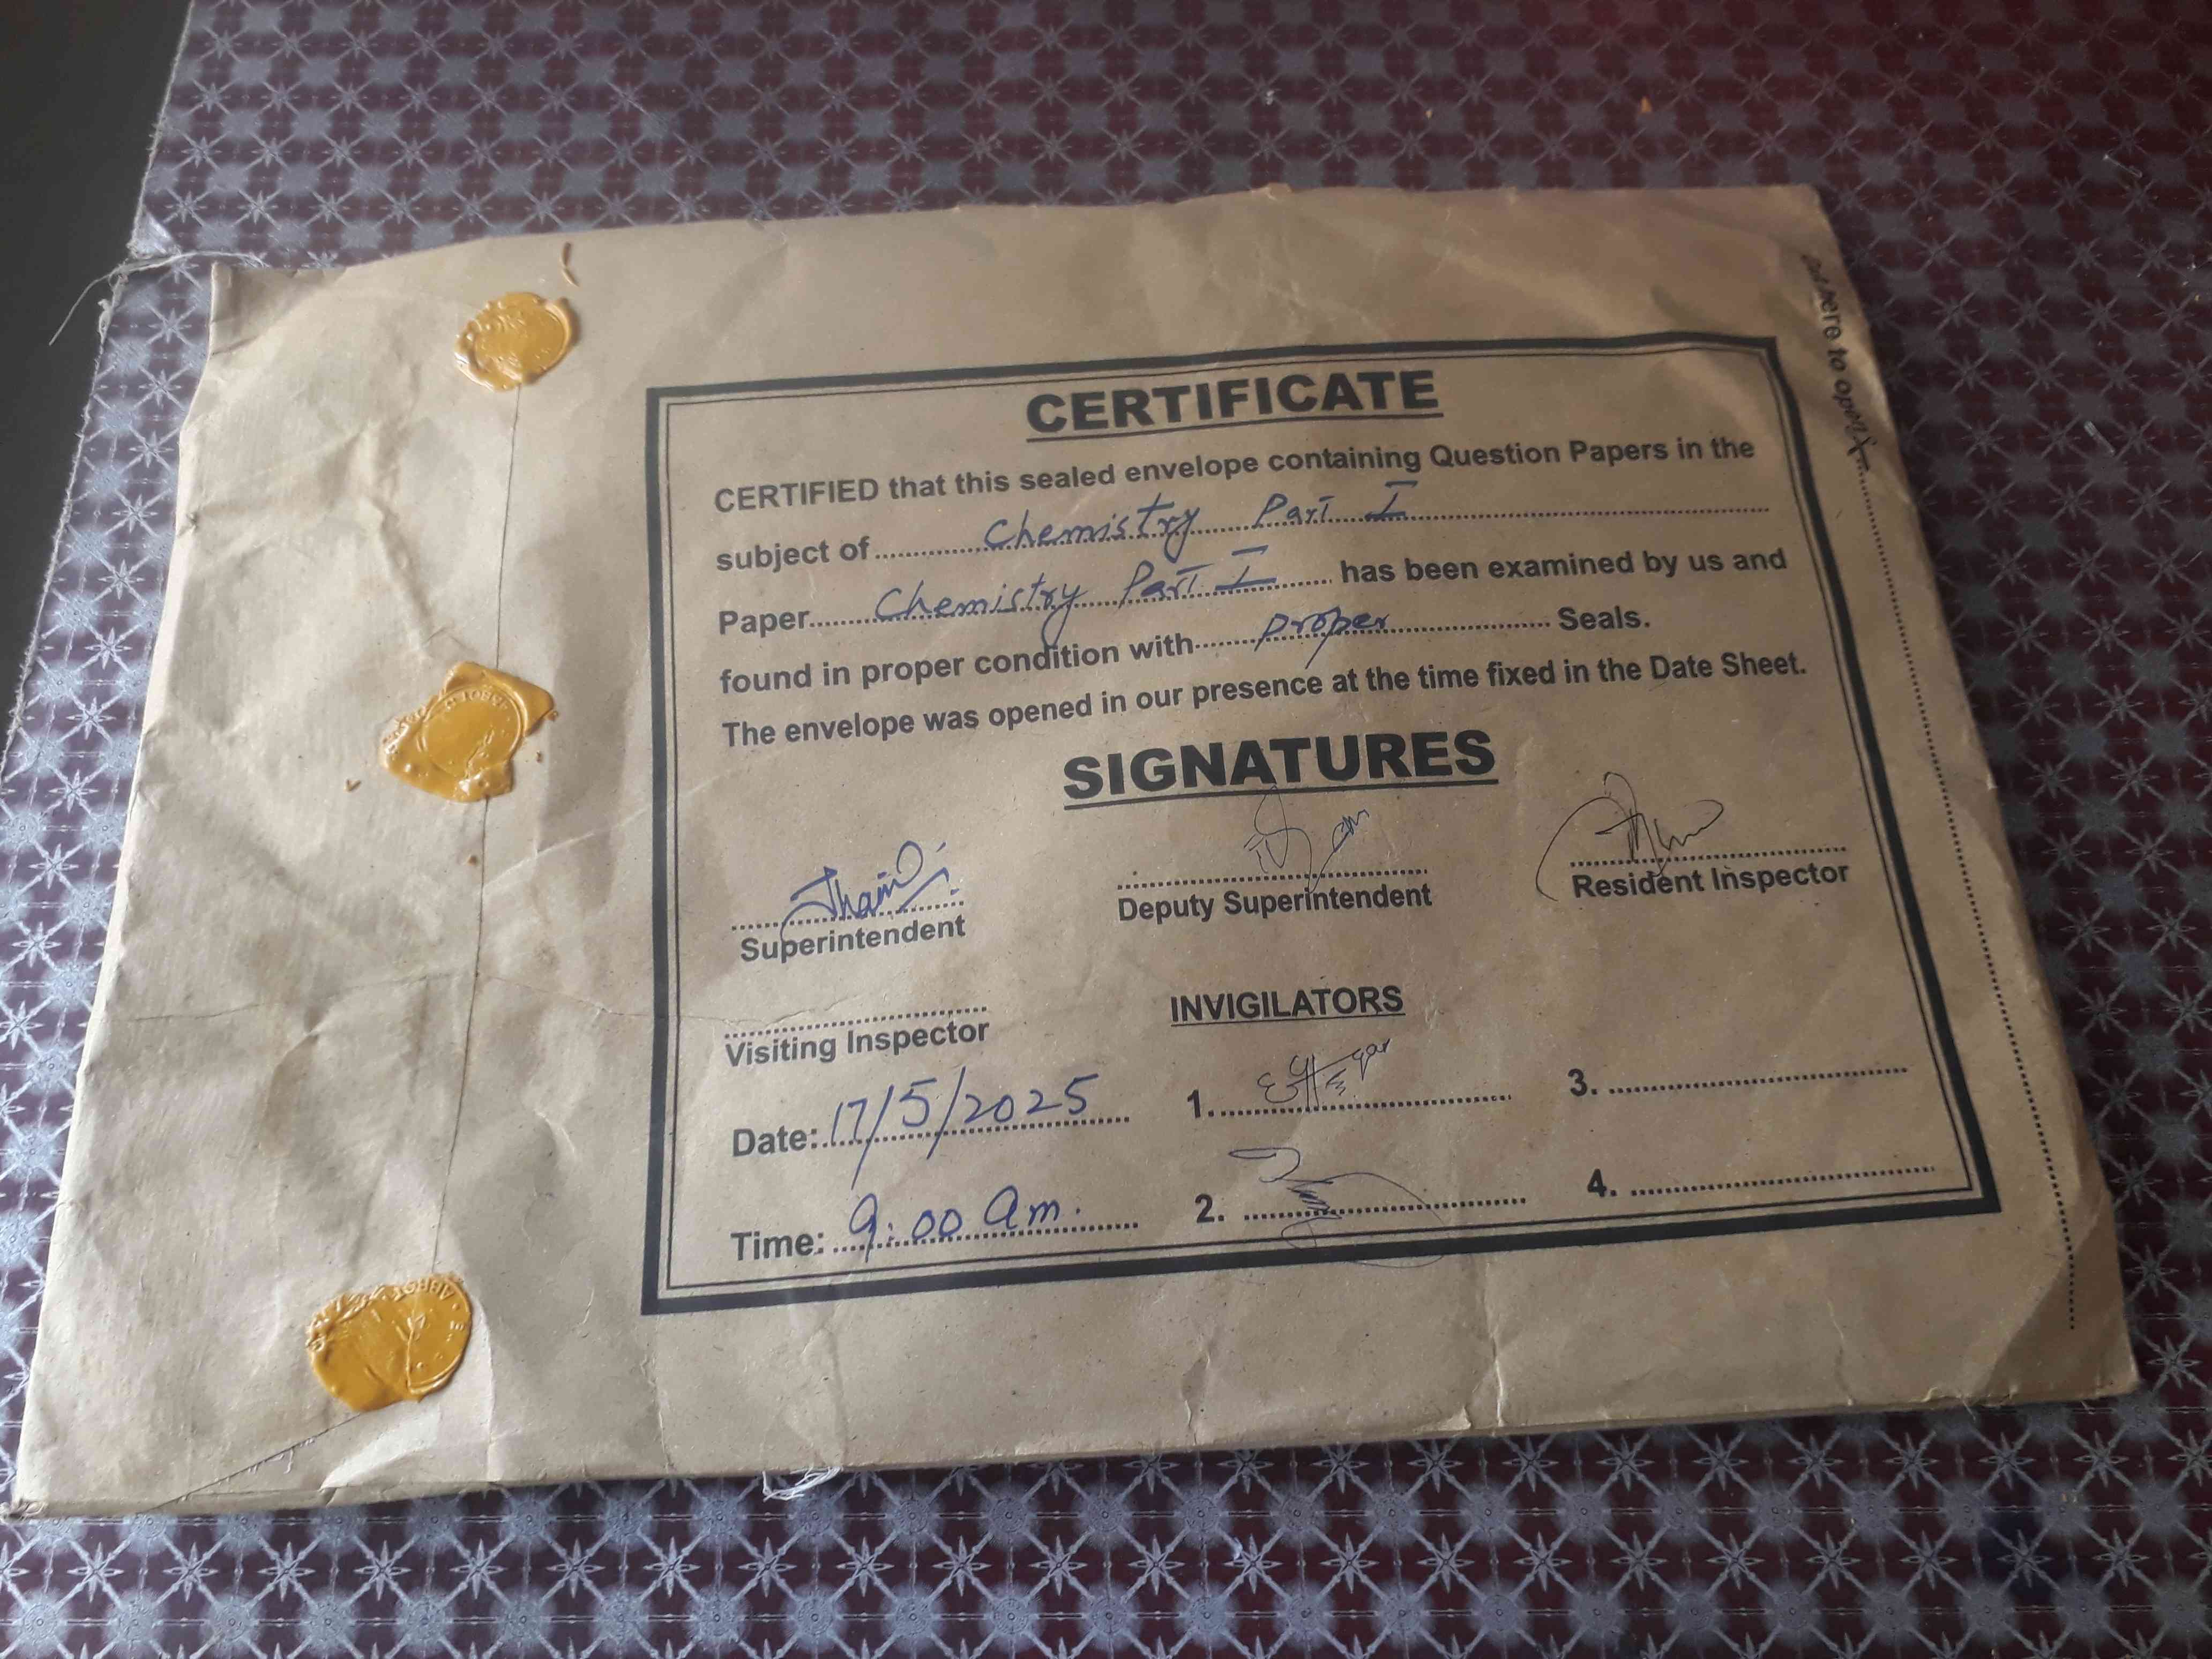 CERTIFICATE
CERTIFIED that this sealed envelope containing Question Papers in the
subject of Chemistry Part I
Paper Chemistry Part I has been examined by us and
found in proper condition with proper Seals.
The envelope was opened in our presence at the time fixed in the Date Sheet.
SIGNATURES
Superintendent
Deputy Superintendent
Resident Inspector
Visiting Inspector
INVIGILATORS
Date: 17/5/2025
1.
3.
Time: 9:00 am.
2.
4.
here to open